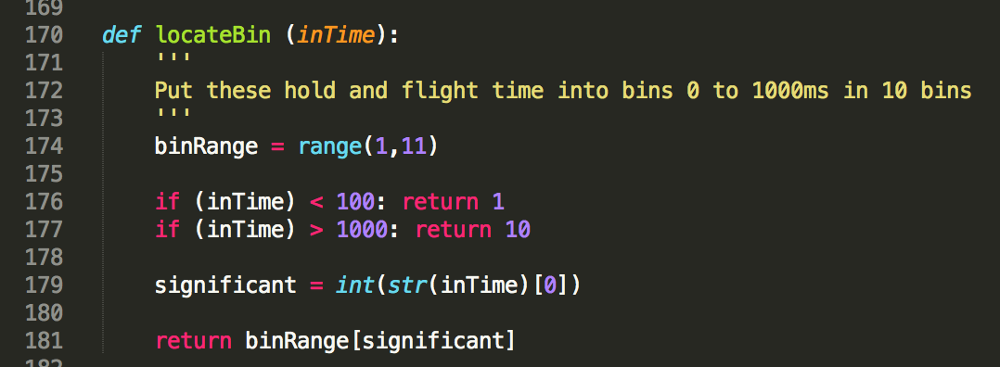 169
170 def locateBin (inTime):
171 '''
172 Put these hold and flight time into bins 0 to 1000ms in 10 bins
173 '''
174 binRange = range(1,11)
175
176 if (inTime) < 100: return 1
177 if (inTime) > 1000: return 10
178
179 significant = int(str(inTime)[0])
180
181 return binRange[significant]
182